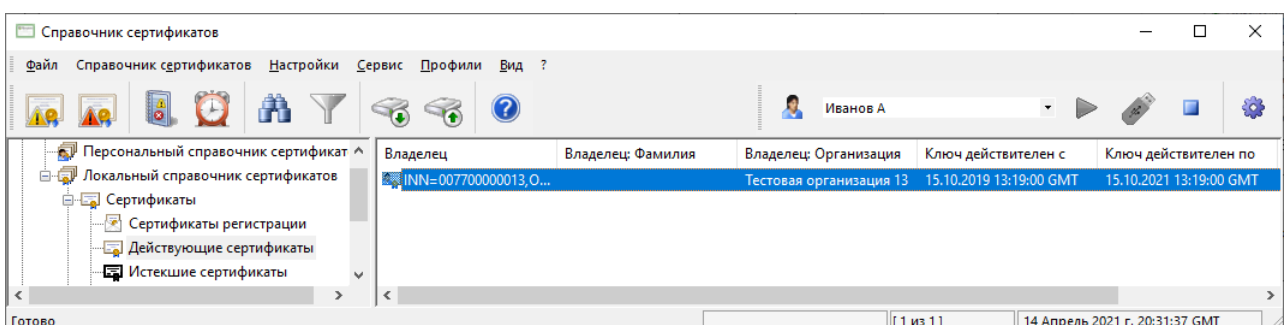 Справочник сертификатов
Файл Справочник сертификатов Настройки Сервис Профили Вид ?
Иванов А
Персональный справочник сертификат
Локальный справочник сертификатов
Сертификаты
Сертификаты регистрации
Действующие сертификаты
Истекшие сертификаты
Владелец Владелец: Фамилия Владелец: Организация Ключ действителен с Ключ действителен по
INN=007700000013,O... Тестовая организация 13 15.10.2019 13:19:00 GMT 15.10.2021 13:19:00 GMT
Готово [ 1 из 1 ] 14 Апрель 2021 г. 20:31:37 GMT